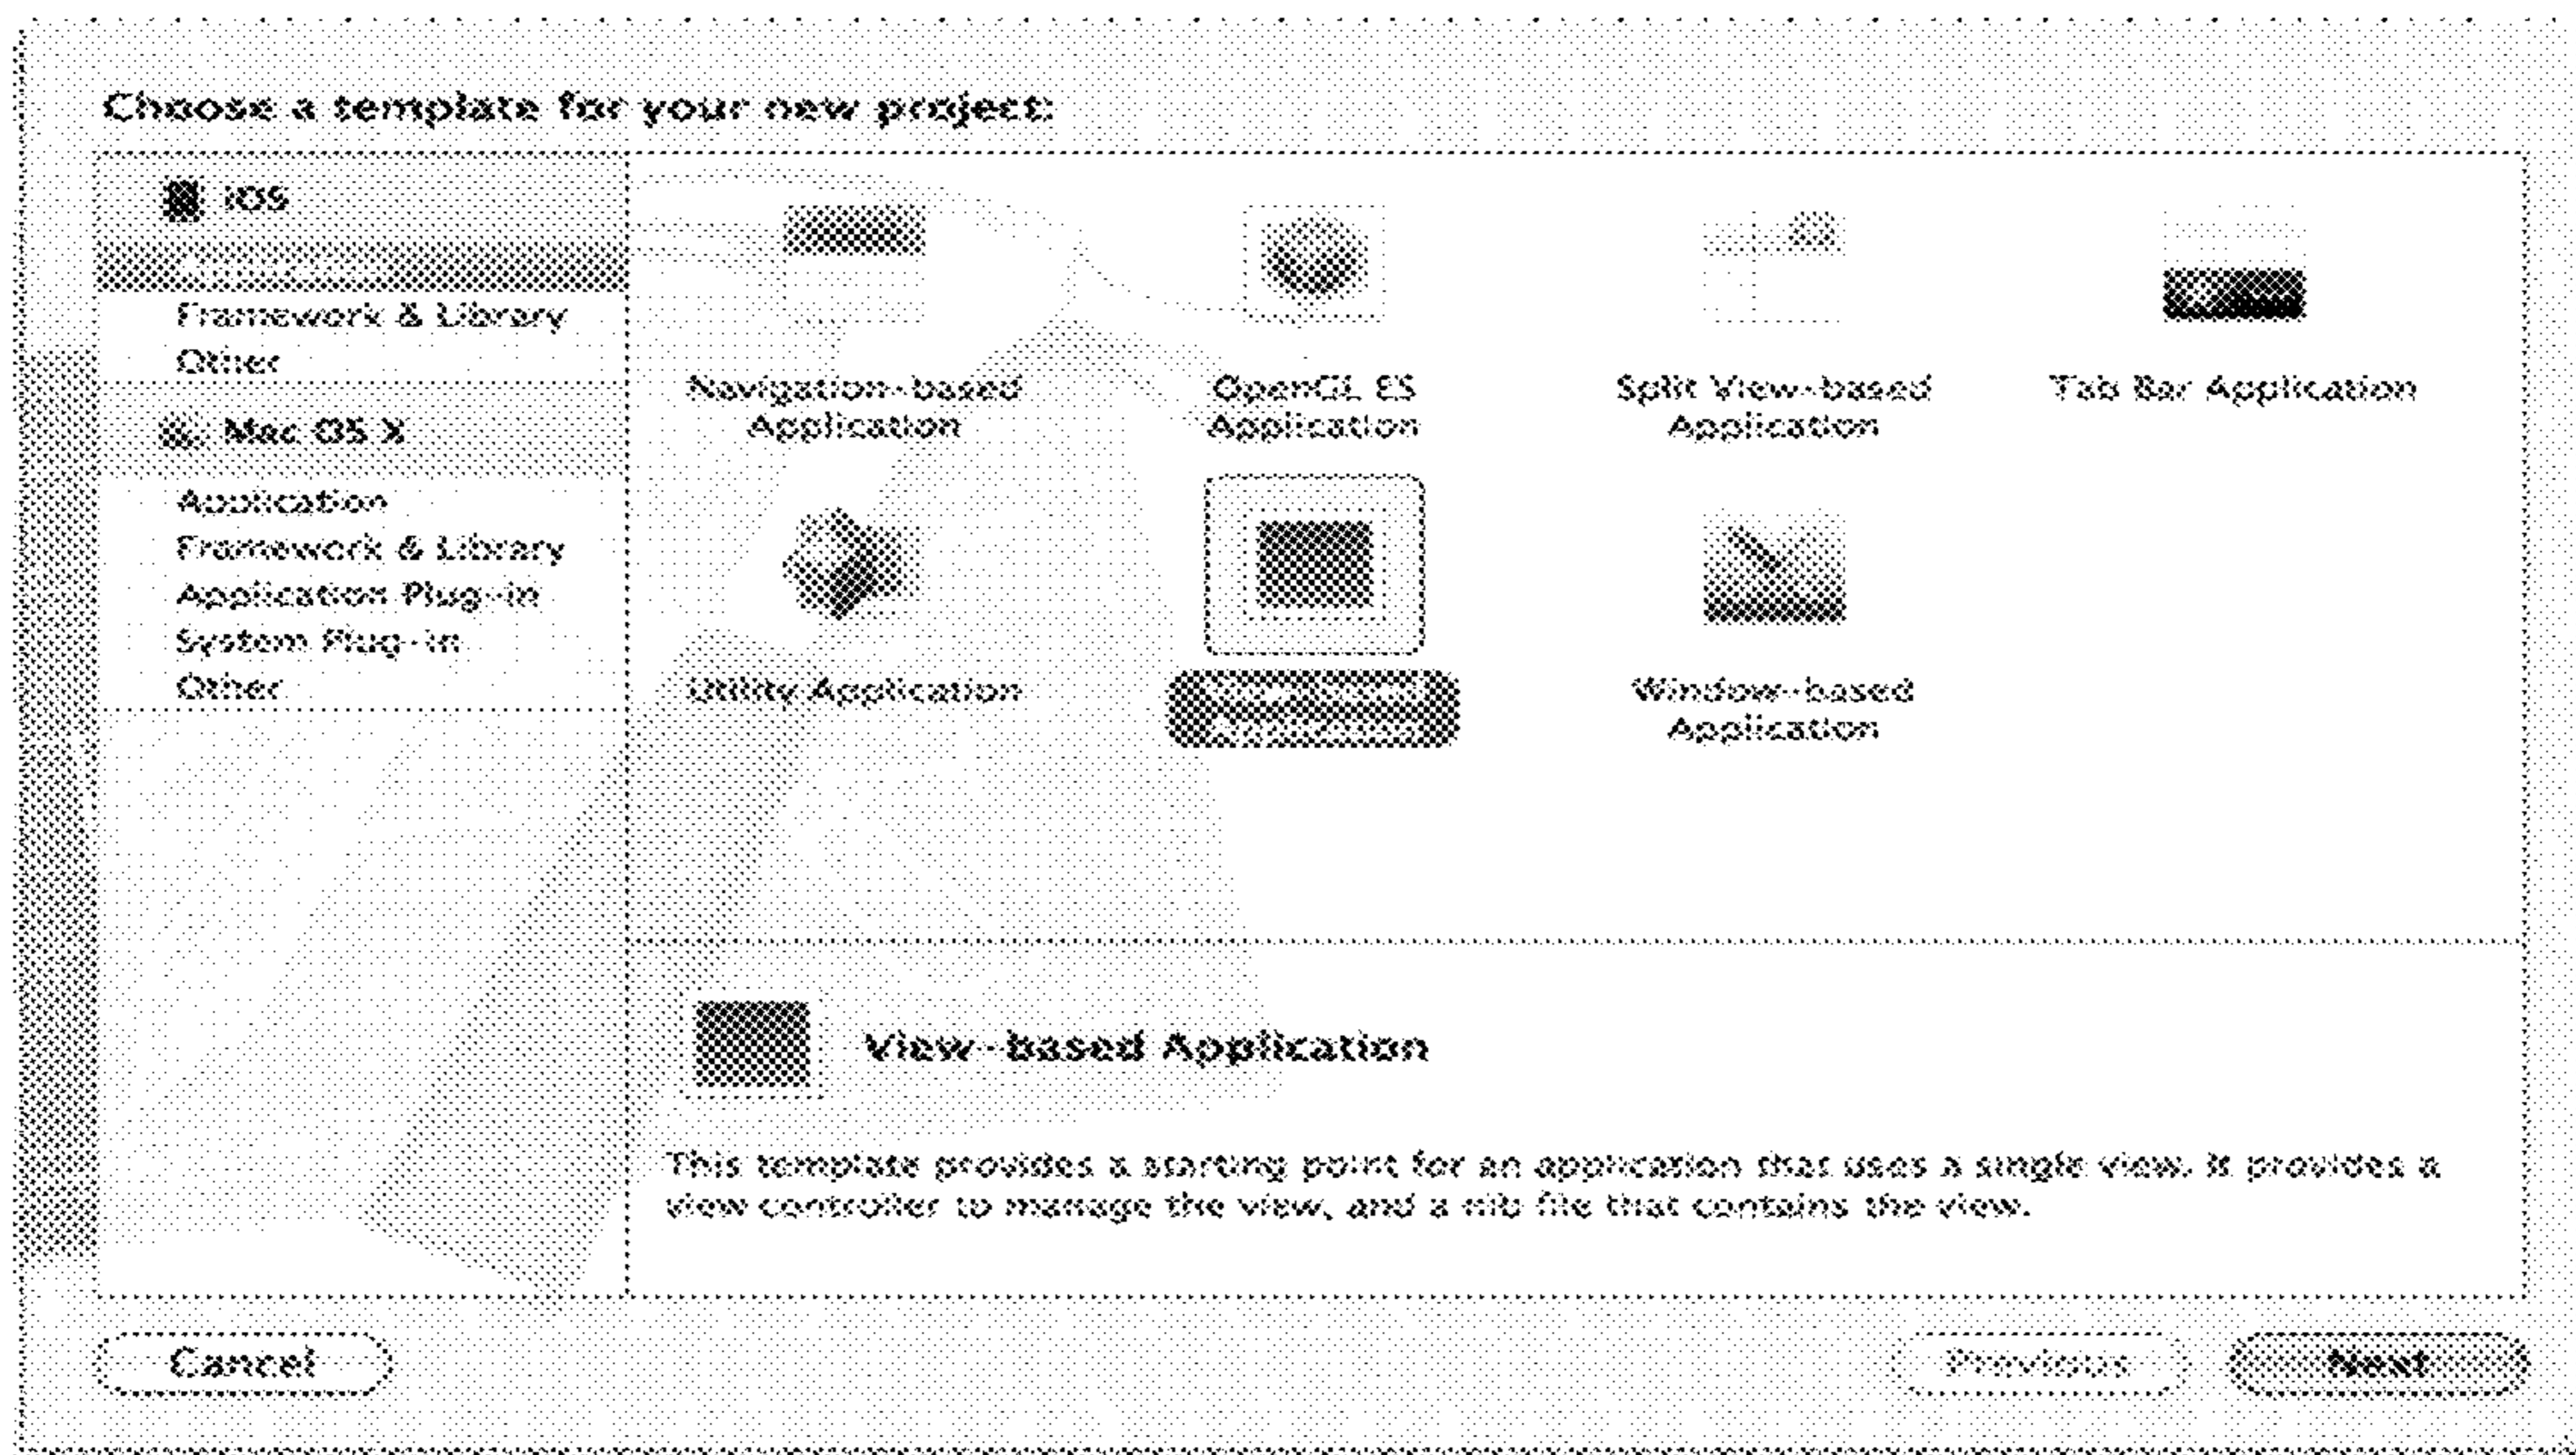 Choose a template for your new project:
iOS
Framework & Library
Other
Mac OS X
Application
Framework & Library
Application Plug-in
System Plug-in
Other
Navigation-based
Application
OpenGL ES
Application
Split View-based
Application
Tab Bar Application
Utility Application
Window-based
Application
View-based Application
This template provides a starting point for an application that uses a single view. It provides a
view controller to manage the view, and a nib file that contains the view.
Cancel
Previous
Next